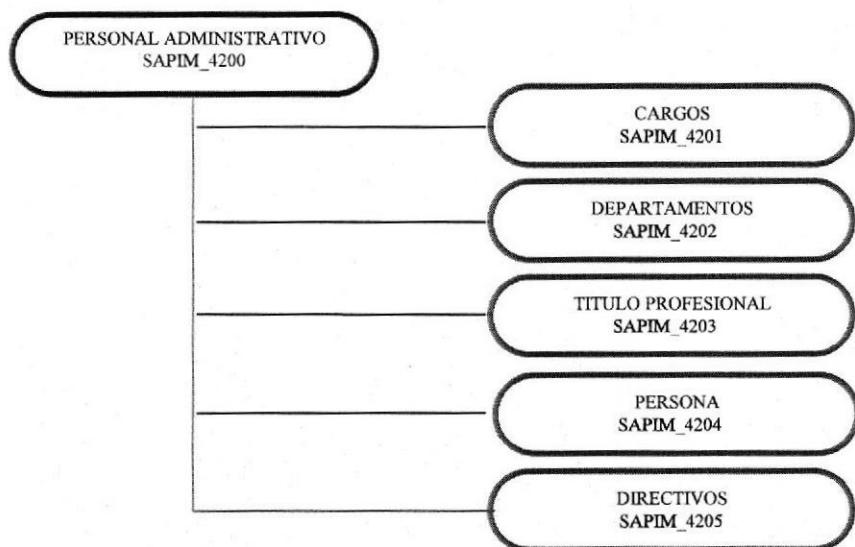 PERSONAL ADMINISTRATIVO
SAPIM_4200
CARGOS
SAPIM_4201
DEPARTAMENTOS
SAPIM_4202
TITULO PROFESIONAL
SAPIM_4203
PERSONA
SAPIM_4204
DIRECTIVOS
SAPIM_4205